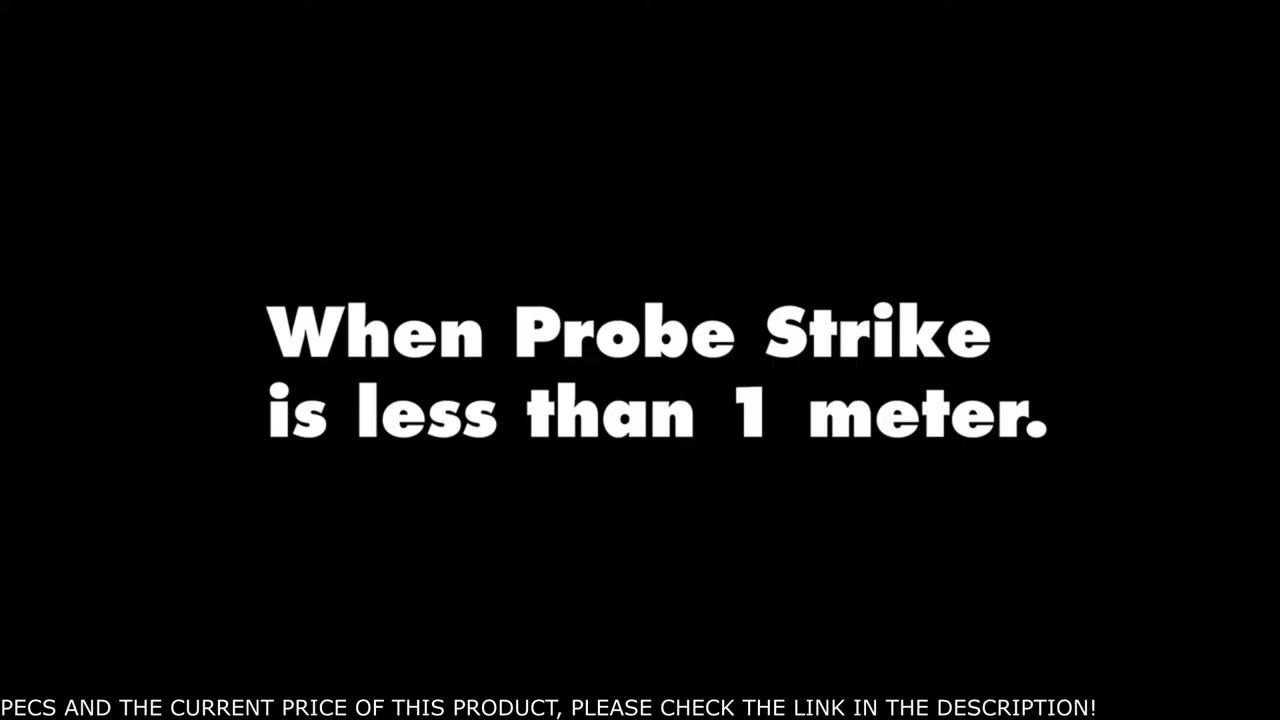 When Probe Strike
is less than 1 meter.
PECS AND THE CURRENT PRICE OF THIS PRODUCT, PLEASE CHECK THE LINK IN THE DESCRIPTION!